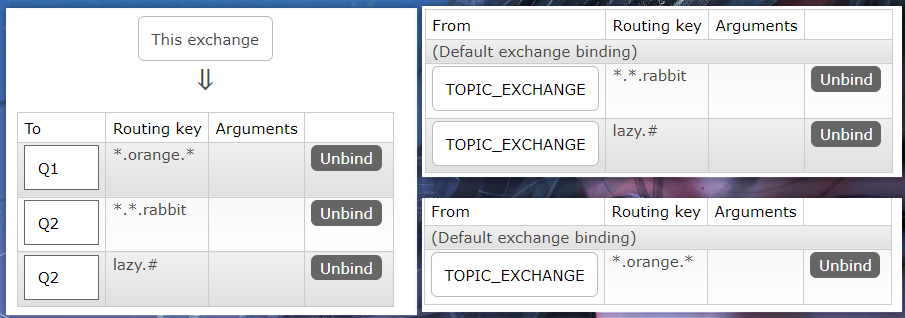 This exchange
⇓
To Routing key Arguments
Q1 *.orange.* Unbind
Q2 *.*.rabbit Unbind
Q2 lazy.# Unbind
From Routing key Arguments
(Default exchange binding)
TOPIC_EXCHANGE *.*.rabbit Unbind
TOPIC_EXCHANGE lazy.# Unbind
From Routing key Arguments
(Default exchange binding)
TOPIC_EXCHANGE *.orange.* Unbind